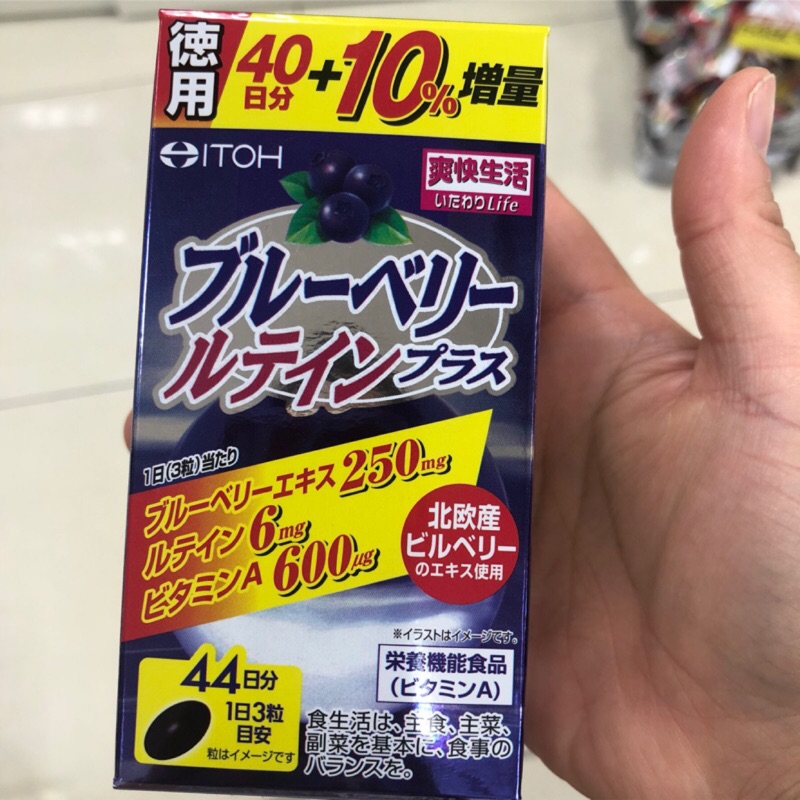 徳用
40日分+10%増量
ITOH
爽快生活
いたわりLife
ブルーベリー
ルテインプラス
1日(3粒)当たり
ブルーベリーエキス250mg
ルテイン6mg
ビタミンA 600μg
北欧産
ビルベリー
のエキス使用
※イラストはイメージです。
栄養機能食品
(ビタミンA)
44日分
1日3粒
目安
粒はイメージです
食生活は、主食、主菜、
副菜を基本に、食事の
バランスを。